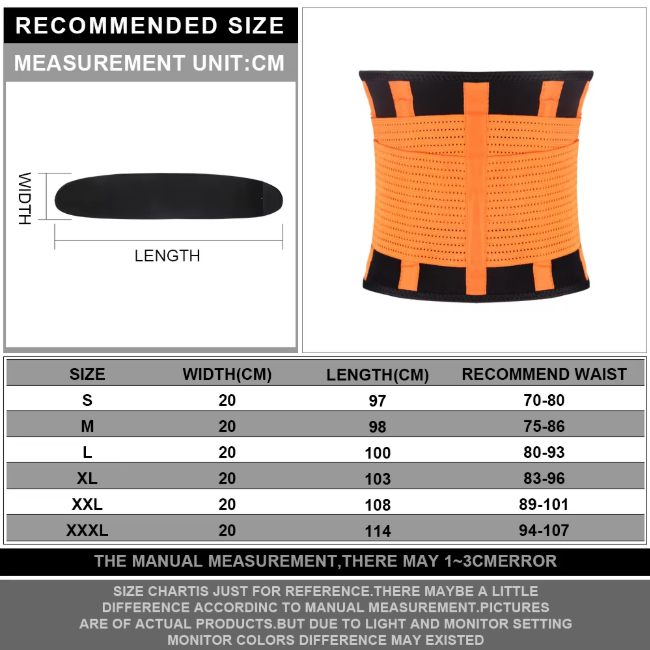 RECOMMENDED SIZE
MEASUREMENT UNIT:CM
WIDTH
LENGTH
SIZE WIDTH(CM) LENGTH(CM) RECOMMEND WAIST
S 20 97 70-80
M 20 98 75-86
L 20 100 80-93
XL 20 103 83-96
XXL 20 108 89-101
XXXL 20 114 94-107
THE MANUAL MEASUREMENT,THERE MAY 1~3CMERROR
SIZE CHARTIS JUST FOR REFERENCE.THERE MAYBE A LITTLE
DIFFERENCE ACCORDINC TO MANUAL MEASUREMENT.PICTURES
ARE OF ACTUAL PRODUCTS.BUT DUE TO LIGHT AND MONITOR SETTING
MONITOR COLORS DIFFERENCE MAY EXISTED